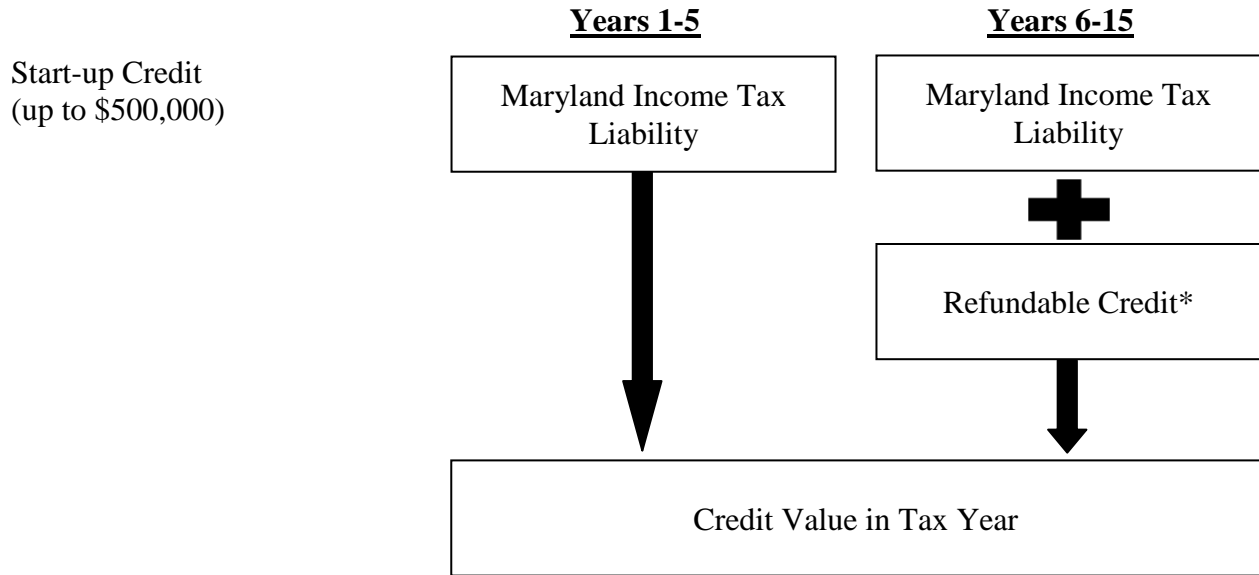 Years 1-5
Years 6-15
Start-up Credit
(up to $500,000)
Maryland Income Tax
Liability
Maryland Income Tax
Liability
Refundable Credit*
Credit Value in Tax Year